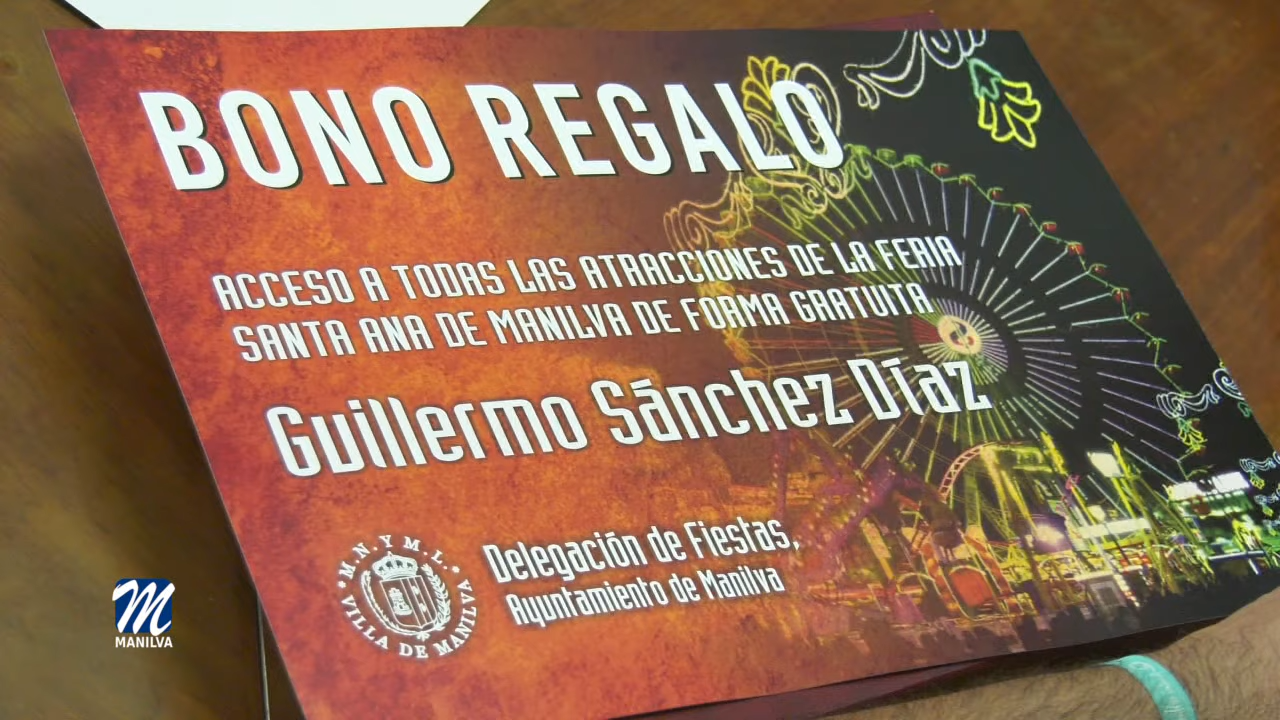 BONO REGALO
ACCESO A TODAS LAS ATRACCIONES DE LA FERIA
SANTA ANA DE MANILVA DE FORMA GRATUITA
Guillermo Sánchez Díaz
Delegación de Fiestas,
Ayuntamiento de Manilva
M.N.Y M.L.
VILLA DE MANILVA
M
MANILVA